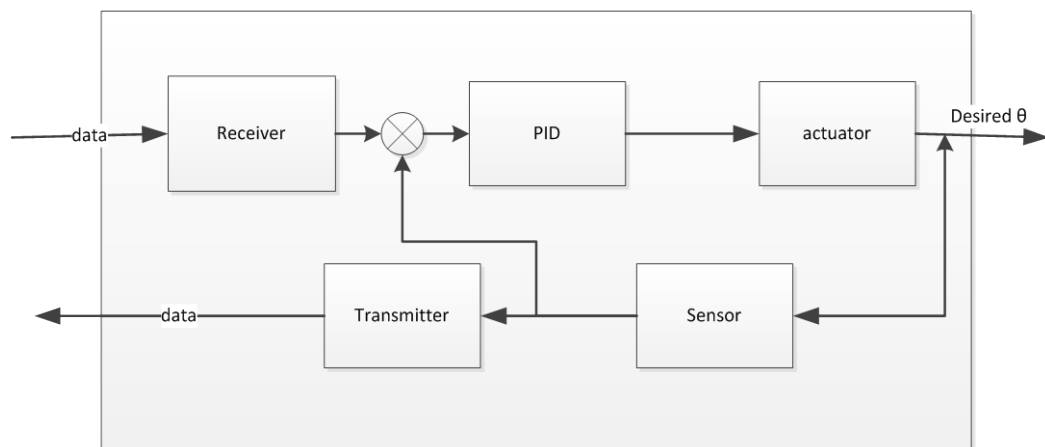 data
Receiver
PID
actuator
Desired θ
data
Transmitter
Sensor